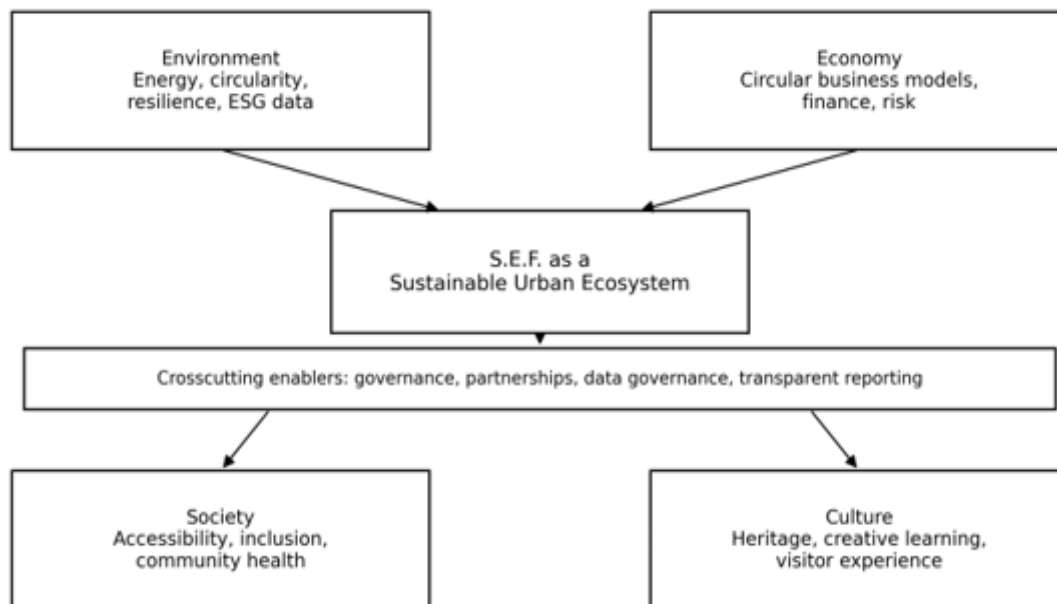 Environment
Energy, circularity,
resilience, ESG data
Economy
Circular business models,
finance, risk
S.E.F. as a
Sustainable Urban Ecosystem
Crosscutting enablers: governance, partnerships, data governance, transparent reporting
Society
Accessibility, inclusion,
community health
Culture
Heritage, creative learning,
visitor experience